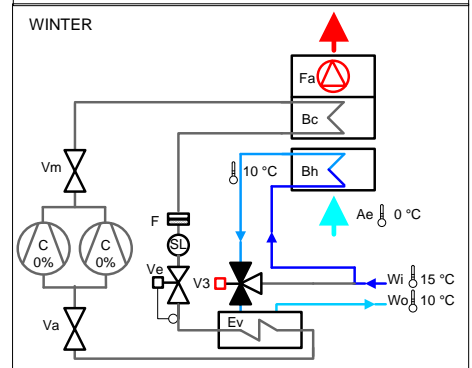 WINTER
Fa
Bc
Vm
10 °C
Bh
Ae 0 °C
F
SL
C
0%
C
0%
Ve
V3
Wi 15 °C
Wo 10 °C
Va
Ev